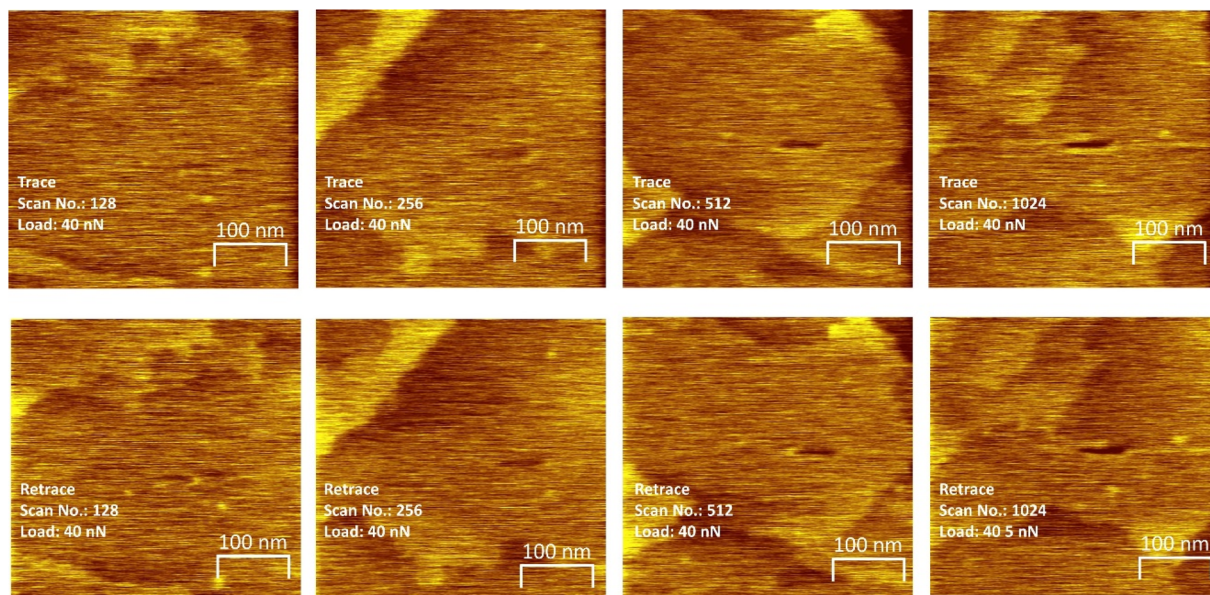 Trace
Scan No.: 128
Load: 40 nN
100 nm
Trace
Scan No.: 256
Load: 40 nN
100 nm
Trace
Scan No.: 512
Load: 40 nN
100 nm
Trace
Scan No.: 1024
Load: 40 nN
100 nm
Retrace
Scan No.: 128
Load: 40 nN
100 nm
Retrace
Scan No.: 256
Load: 40 nN
100 nm
Retrace
Scan No.: 512
Load: 40 nN
100 nm
Retrace
Scan No.: 1024
Load: 40 5 nN
100 nm